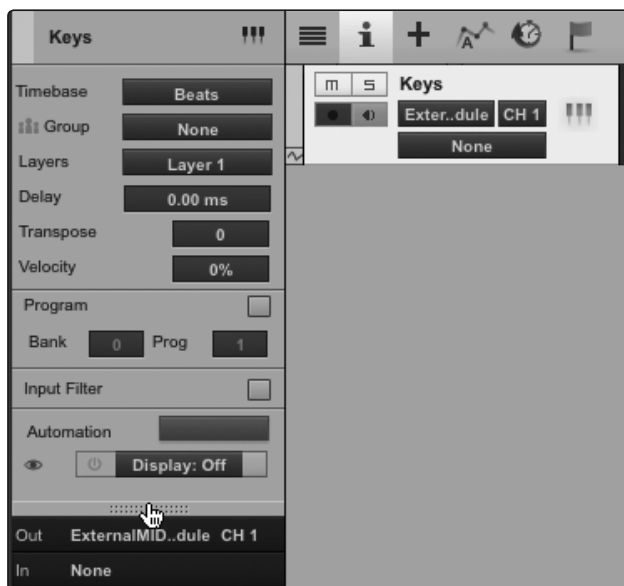 Keys
Timebase Beats
Group None
Layers Layer 1
Delay 0.00 ms
Transpose 0
Velocity 0%
Program
Bank 0 Prog 1
Input Filter
Automation
Display: Off
Out ExternalMID..dule CH 1
In None
i A
M S Keys
Exter..dule CH 1
None